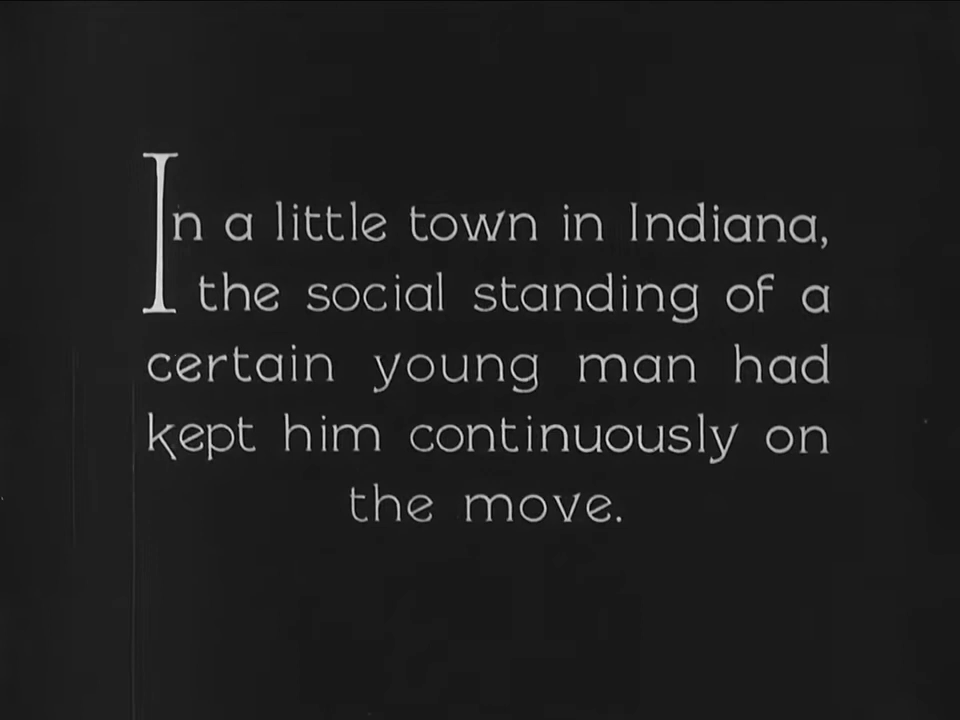 In a little town in Indiana,
the social standing of a
certain young man had
kept him continuously on
the move.